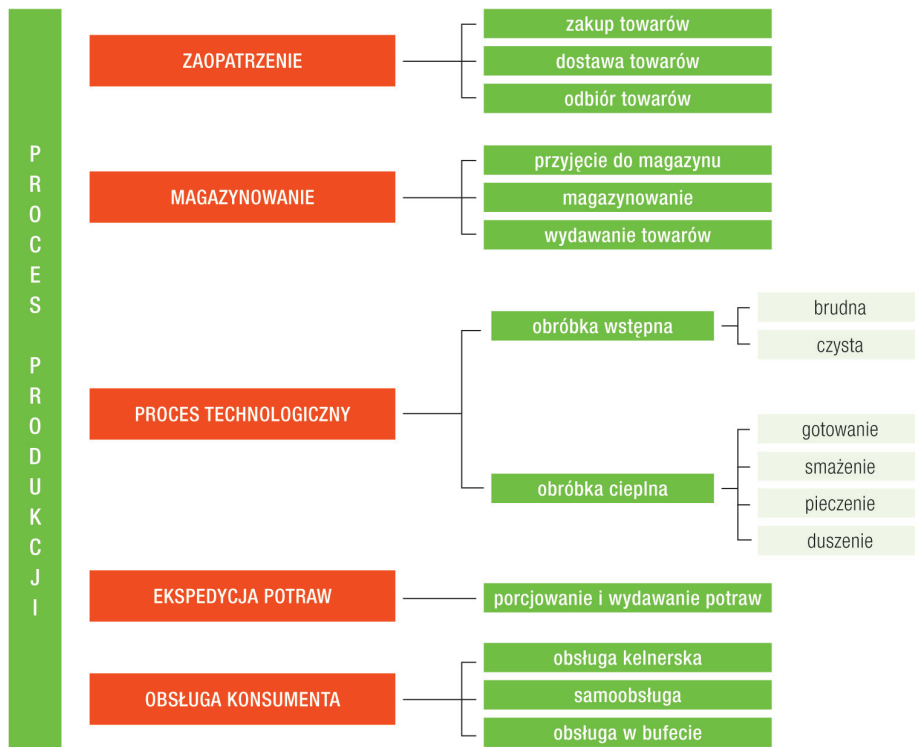 PROCES PRODUKCJI
ZAOPATRZENIE
zakup towarów
dostawa towarów
odbiór towarów
MAGAZYNOWANIE
przyjęcie do magazynu
magazynowanie
wydawanie towarów
PROCES TECHNOLOGICZNY
obróbka wstępna
brudna
czysta
obróbka cieplna
gotowanie
smażenie
pieczenie
duszenie
EKSPEDYCJA POTRAW
porcjowanie i wydawanie potraw
OBSŁUGA KONSUMENTA
obsługa kelnerska
samoobsługa
obsługa w bufecie